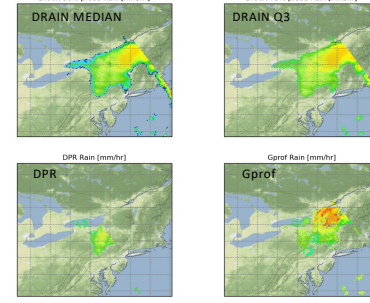 DRAIN MEDIAN
DRAIN Q3
DPR Rain [mm/hr]
Gprof Rain [mm/hr]
DPR
Gprof